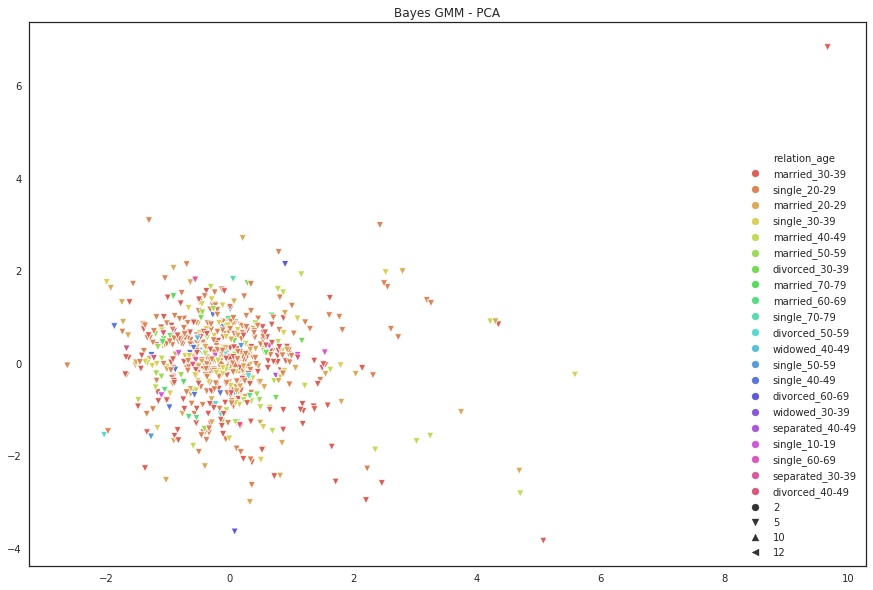 Bayes GMM - PCA
6
4
2
0
−2
−4
−2
0
2
4
6
8
10
relation_age
married_30-39
single_20-29
married_20-29
single_30-39
married_40-49
married_50-59
divorced_30-39
married_70-79
married_60-69
single_70-79
divorced_50-59
widowed_40-49
single_50-59
single_40-49
divorced_60-69
widowed_30-39
separated_40-49
single_10-19
single_60-69
separated_30-39
divorced_40-49
2
5
10
12